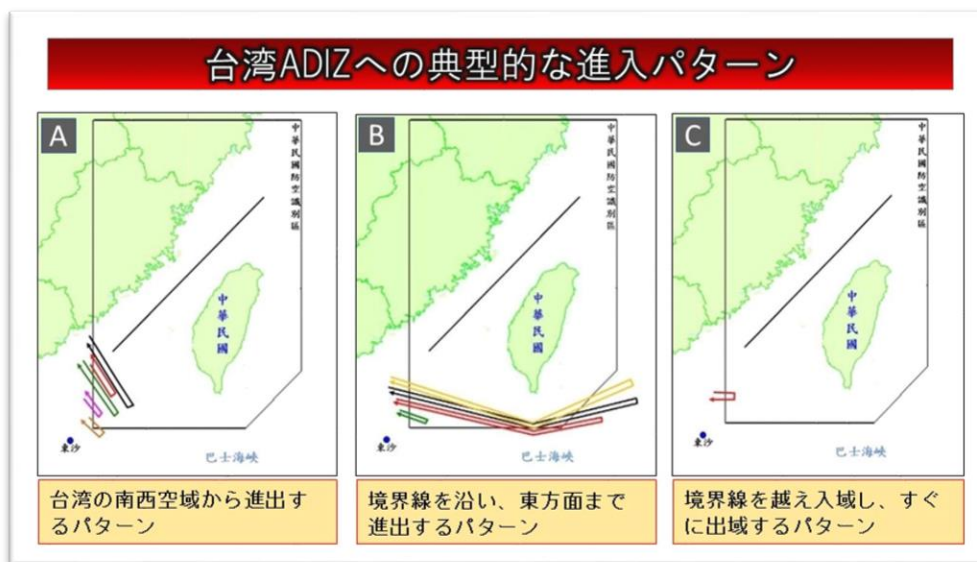 台湾ADIZへの典型的な進入パターン
A
中華民國防空識別區
中華民國
東沙
巴士海峽
台湾の南西空域から進出す
るパターン
B
中華民國防空識別區
中華民國
東沙
巴士海峽
境界線を沿い、東方面まで
進出するパターン
C
中華民國防空識別區
中華民國
東沙
巴士海峽
境界線を越え入域し、すぐ
に出域するパターン